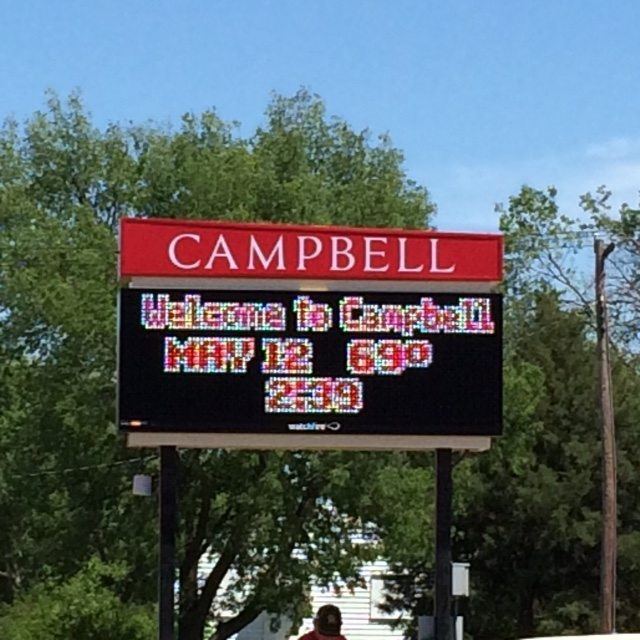 CAMPBELL
Welcome to Campbell
MAY 12 69°
2:39
watchfire